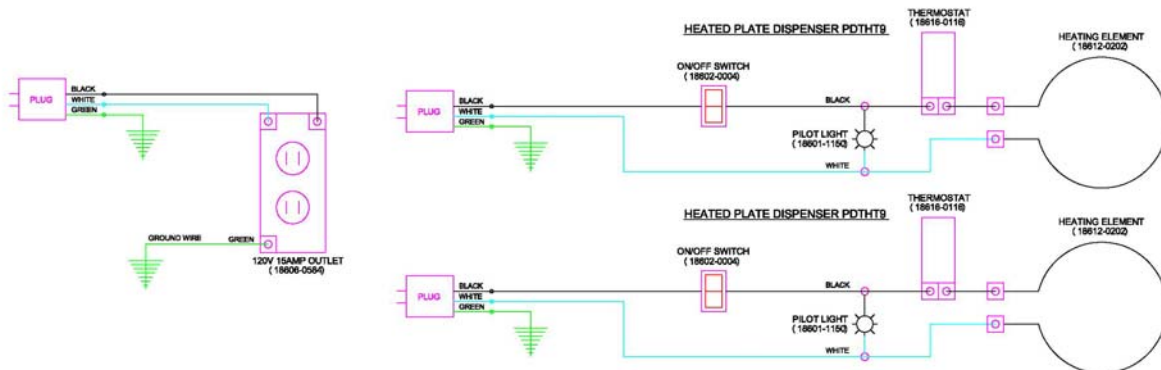 PLUG
BLACK
WHITE
GREEN
GROUND WIRE GREEN
120V 15AMP OUTLET
( 18606-0584)
HEATED PLATE DISPENSER PDTHT9
PLUG
BLACK
WHITE
GREEN
ON/OFF SWITCH
( 18602-0004)
BLACK
PILOT LIGHT
(18601-1150)
WHITE
THERMOSTAT
( 18616-0116)
HEATING ELEMENT
( 18612-0202)
HEATED PLATE DISPENSER PDTHT9
PLUG
BLACK
WHITE
GREEN
ON/OFF SWITCH
( 18602-0004)
BLACK
PILOT LIGHT
(18601-1150)
WHITE
THERMOSTAT
( 18616-0116)
HEATING ELEMENT
( 18612-0202)